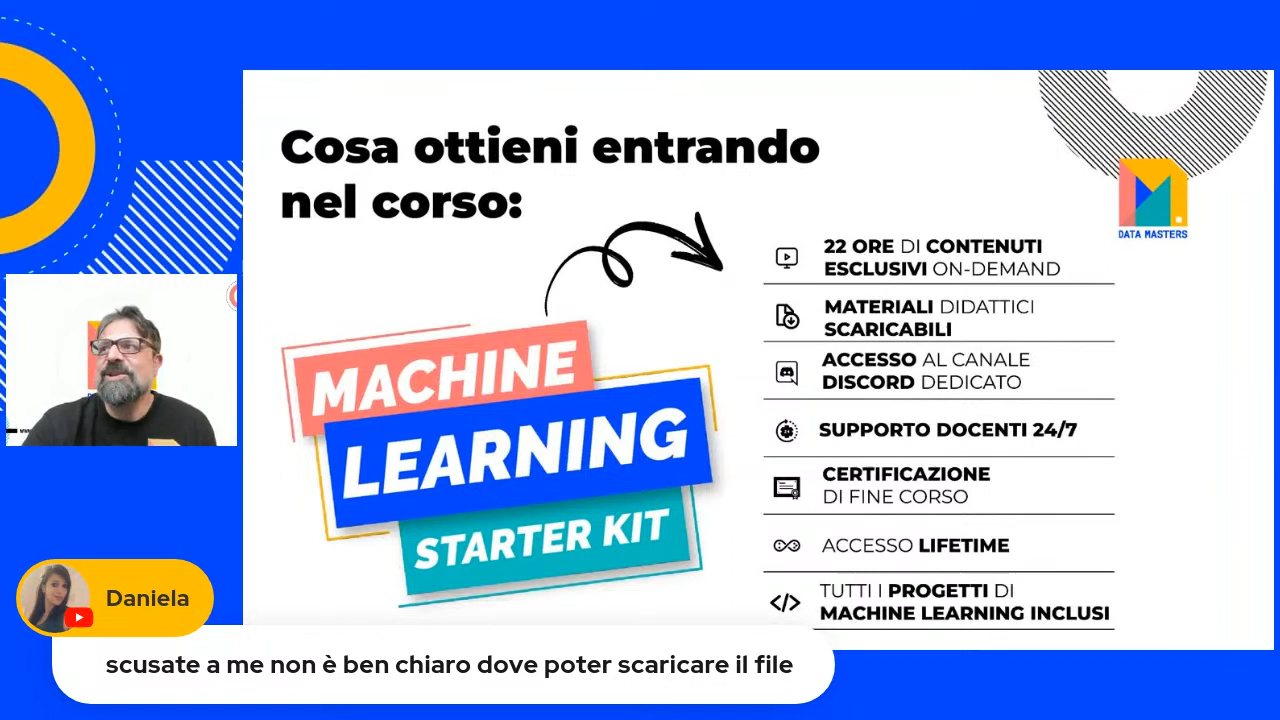 Cosa ottieni entrando
nel corso:
DATA MASTERS
MACHINE
LEARNING
STARTER KIT
22 ORE DI CONTENUTI
ESCLUSIVI ON-DEMAND
MATERIALI DIDATTICI
SCARICABILI
ACCESSO AL CANALE
DISCORD DEDICATO
SUPPORTO DOCENTI 24/7
CERTIFICAZIONE
DI FINE CORSO
ACCESSO LIFETIME
TUTTI I PROGETTI DI
MACHINE LEARNING INCLUSI
Daniela
scusate a me non è ben chiaro dove poter scaricare il file